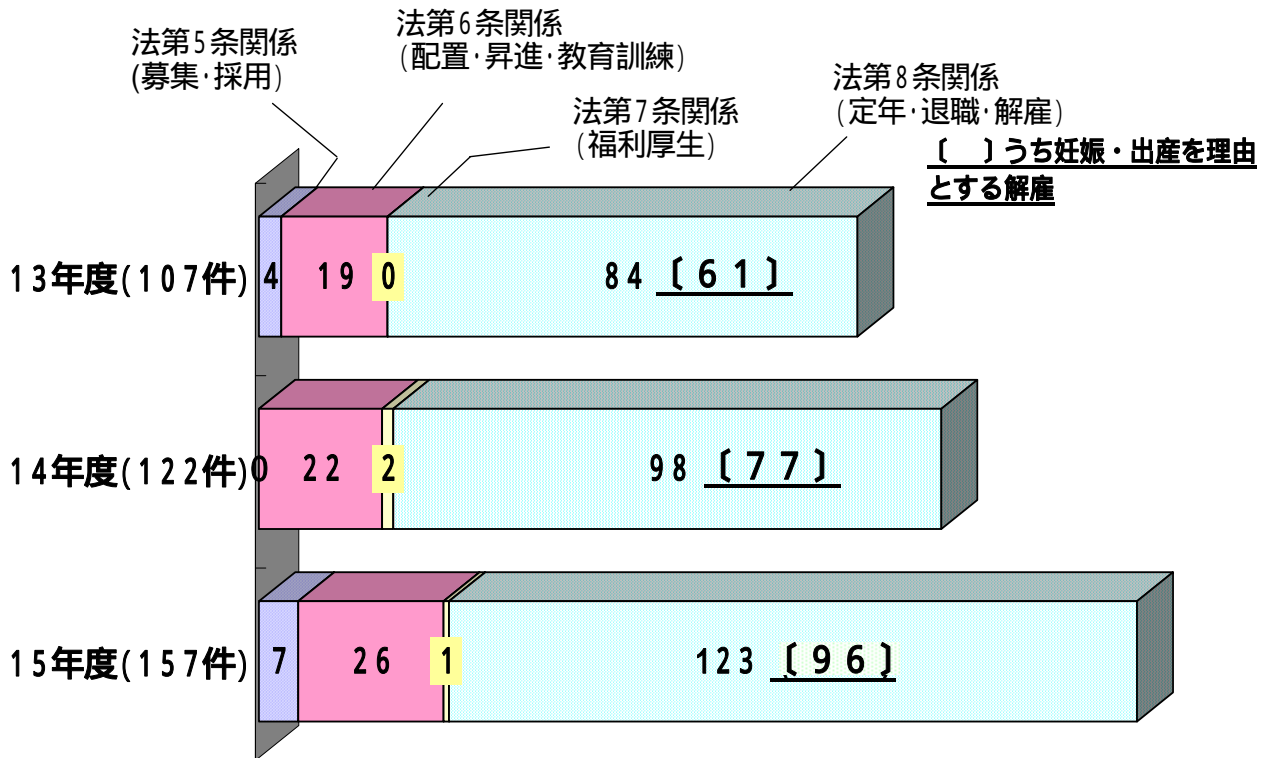 法第5条関係
(募集・採用)
法第6条関係
(配置・昇進・教育訓練)
法第7条関係
(福利厚生)
法第8条関係
(定年・退職・解雇)
〔　〕うち妊娠・出産を理由
とする解雇
13年度(107件) 4 19 0 84 〔61〕
14年度(122件) 0 22 2 98 〔77〕
15年度(157件) 7 26 1 123 〔96〕